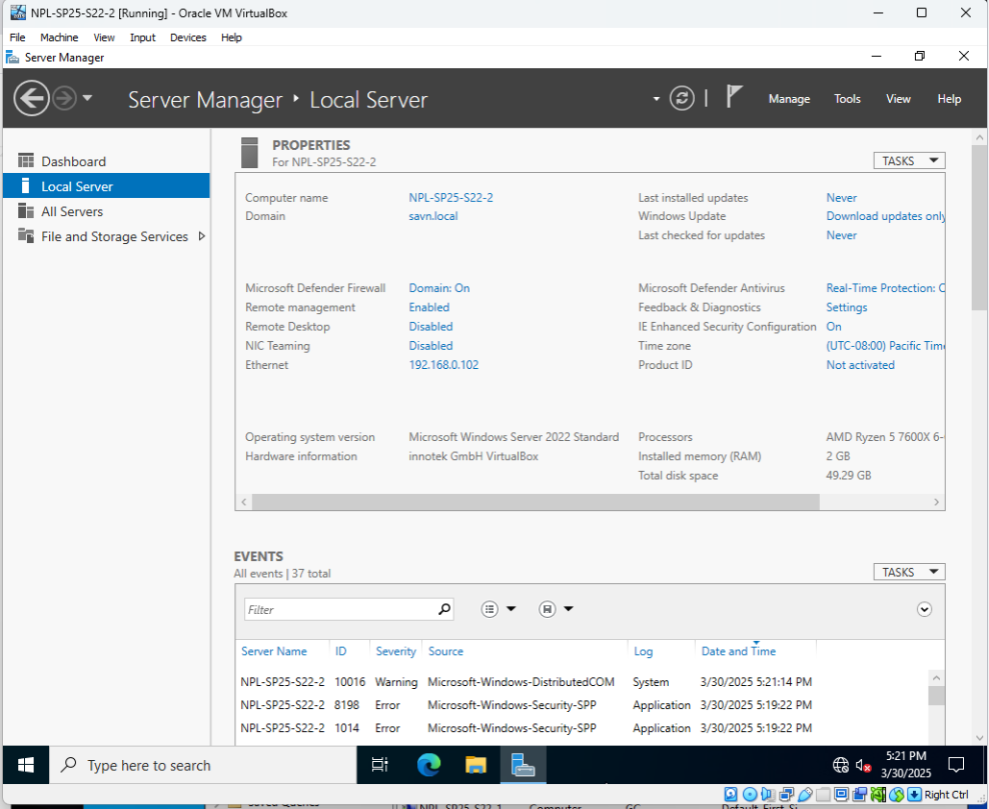 NPL-SP25-S22-2 [Running] - Oracle VM VirtualBox
File Machine View Input Devices Help
Server Manager
Server Manager • Local Server
Manage Tools View Help
Dashboard
Local Server
All Servers
File and Storage Services
PROPERTIES
For NPL-SP25-S22-2
TASKS
Computer name NPL-SP25-S22-2 Last installed updates Never
Domain savn.local Windows Update Download updates only
Last checked for updates Never
Microsoft Defender Firewall Domain: On Microsoft Defender Antivirus Real-Time Protection:
Remote management Enabled Feedback & Diagnostics Settings
Remote Desktop Disabled IE Enhanced Security Configuration On
NIC Teaming Disabled Time zone (UTC-08:00) Pacific Time
Ethernet 192.168.0.102 Product ID Not activated
Operating system version Microsoft Windows Server 2022 Standard Processors AMD Ryzen 5 7600X 6-
Hardware information innotek GmbH VirtualBox Installed memory (RAM) 2 GB
Total disk space 49.29 GB
EVENTS
All events | 37 total
TASKS
Filter
Server Name ID Severity Source Log Date and Time
NPL-SP25-S22-2 10016 Warning Microsoft-Windows-DistributedCOM System 3/30/2025 5:21:14 PM
NPL-SP25-S22-2 8198 Error Microsoft-Windows-Security-SPP Application 3/30/2025 5:19:22 PM
NPL-SP25-S22-2 1014 Error Microsoft-Windows-Security-SPP Application 3/30/2025 5:19:22 PM
Type here to search
5:21 PM
3/30/2025
Right Ctrl
Saved Queries NPL-SP25-S22-1 Computer GC Default-First-Si